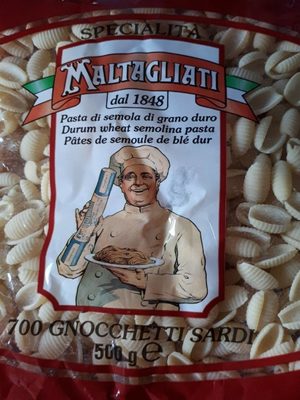 SPECIALITÀ
MALTAGLIATI
dal 1848
Pasta di semola di grano duro
Durum wheat semolina pasta
Pâtes de semoule de blé dur
700 GNOCCHETTI SARDI
500 g e